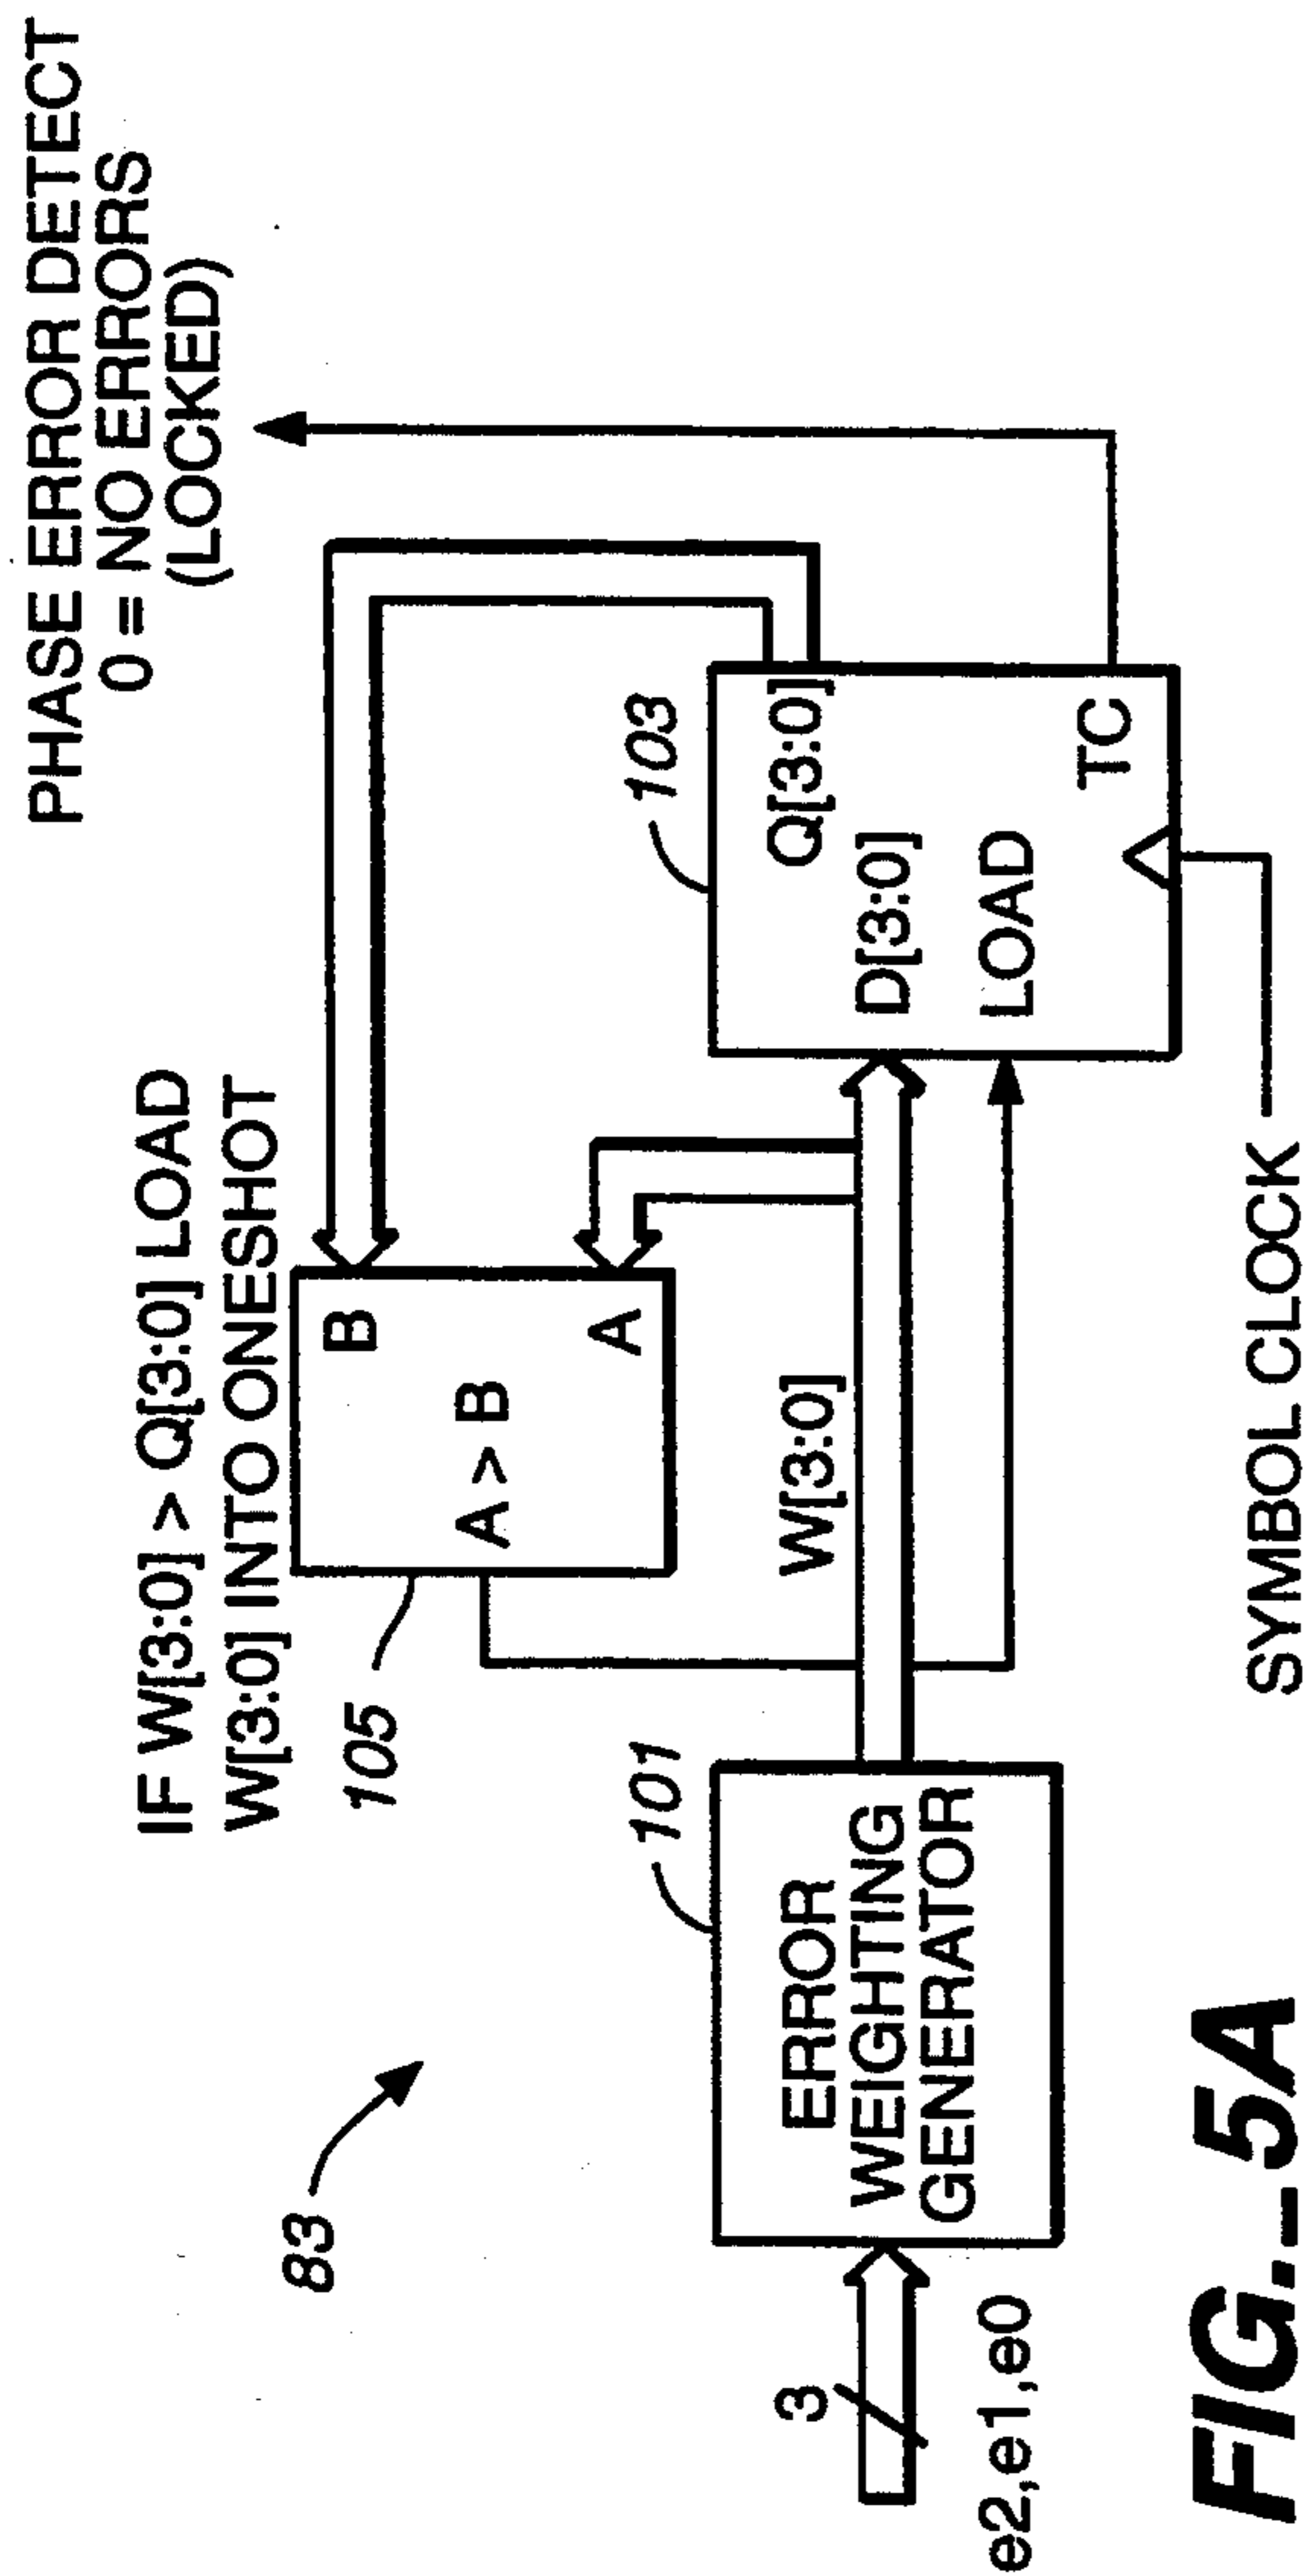 PHASE ERROR DETECT
0 = NO ERRORS
(LOCKED)
IF W[3:0] > Q[3:0] LOAD
W[3:0] INTO ONESHOT
105
B
A > B
A
83
101
ERROR
WEIGHTING
GENERATOR
3
e2,e1,e0
W[3:0]
103
Q[3:0]
D[3:0]
LOAD
TC
SYMBOL CLOCK
FIG._5A